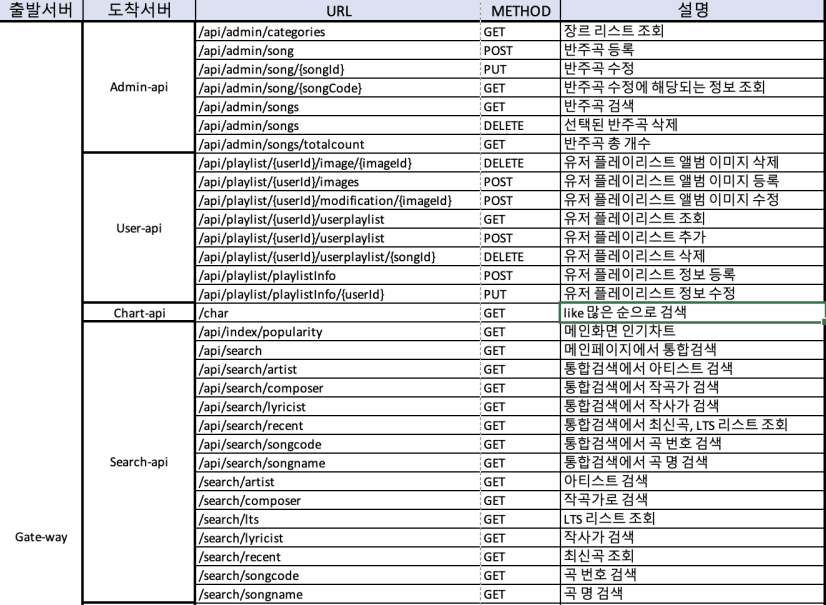 출발서버 도착서버 URL METHOD 설명
/api/admin/categories GET 장르 리스트 조회
/api/admin/song POST 반주곡 등록
/api/admin/song/{songId} PUT 반주곡 수정
Admin-api /api/admin/song/{songCode} GET 반주곡 수정에 해당되는 정보 조회
/api/admin/songs GET 반주곡 검색
/api/admin/songs DELETE 선택된 반주곡 삭제
/api/admin/songs/totalcount GET 반주곡 총 개수
/api/playlist/{userId}/image/{imageId} DELETE 유저 플레이리스트 앨범 이미지 삭제
/api/playlist/{userId}/images POST 유저 플레이리스트 앨범 이미지 등록
/api/playlist/{userId}/modification/{imageId} POST 유저 플레이리스트 앨범 이미지 수정
User-api /api/playlist/{userId}/userplaylist GET 유저 플레이리스트 조회
/api/playlist/{userId}/userplaylist POST 유저 플레이리스트 추가
/api/playlist/{userId}/userplaylist/{songId} DELETE 유저 플레이리스트 삭제
/api/playlist/playlistInfo POST 유저 플레이리스트 정보 등록
/api/playlist/playlistInfo/{userId} PUT 유저 플레이리스트 정보 수정
Chart-api /char GET like 많은 순으로 검색
/api/index/popularity GET 메인화면 인기차트
/api/search GET 메인페이지에서 통합검색
/api/search/artist GET 통합검색에서 아티스트 검색
/api/search/composer GET 통합검색에서 작곡가 검색
/api/search/lyricist GET 통합검색에서 작사가 검색
/api/search/recent GET 통합검색에서 최신곡, LTS 리스트 조회
/api/search/songcode GET 통합검색에서 곡 번호 검색
Search-api /api/search/songname GET 통합검색에서 곡 명 검색
/search/artist GET 아티스트 검색
/search/composer GET 작곡가로 검색
/search/lts GET LTS 리스트 조회
Gate-way /search/lyricist GET 작사가 검색
/search/recent GET 최신곡 조회
/search/songcode GET 곡 번호 검색
/search/songname GET 곡 명 검색